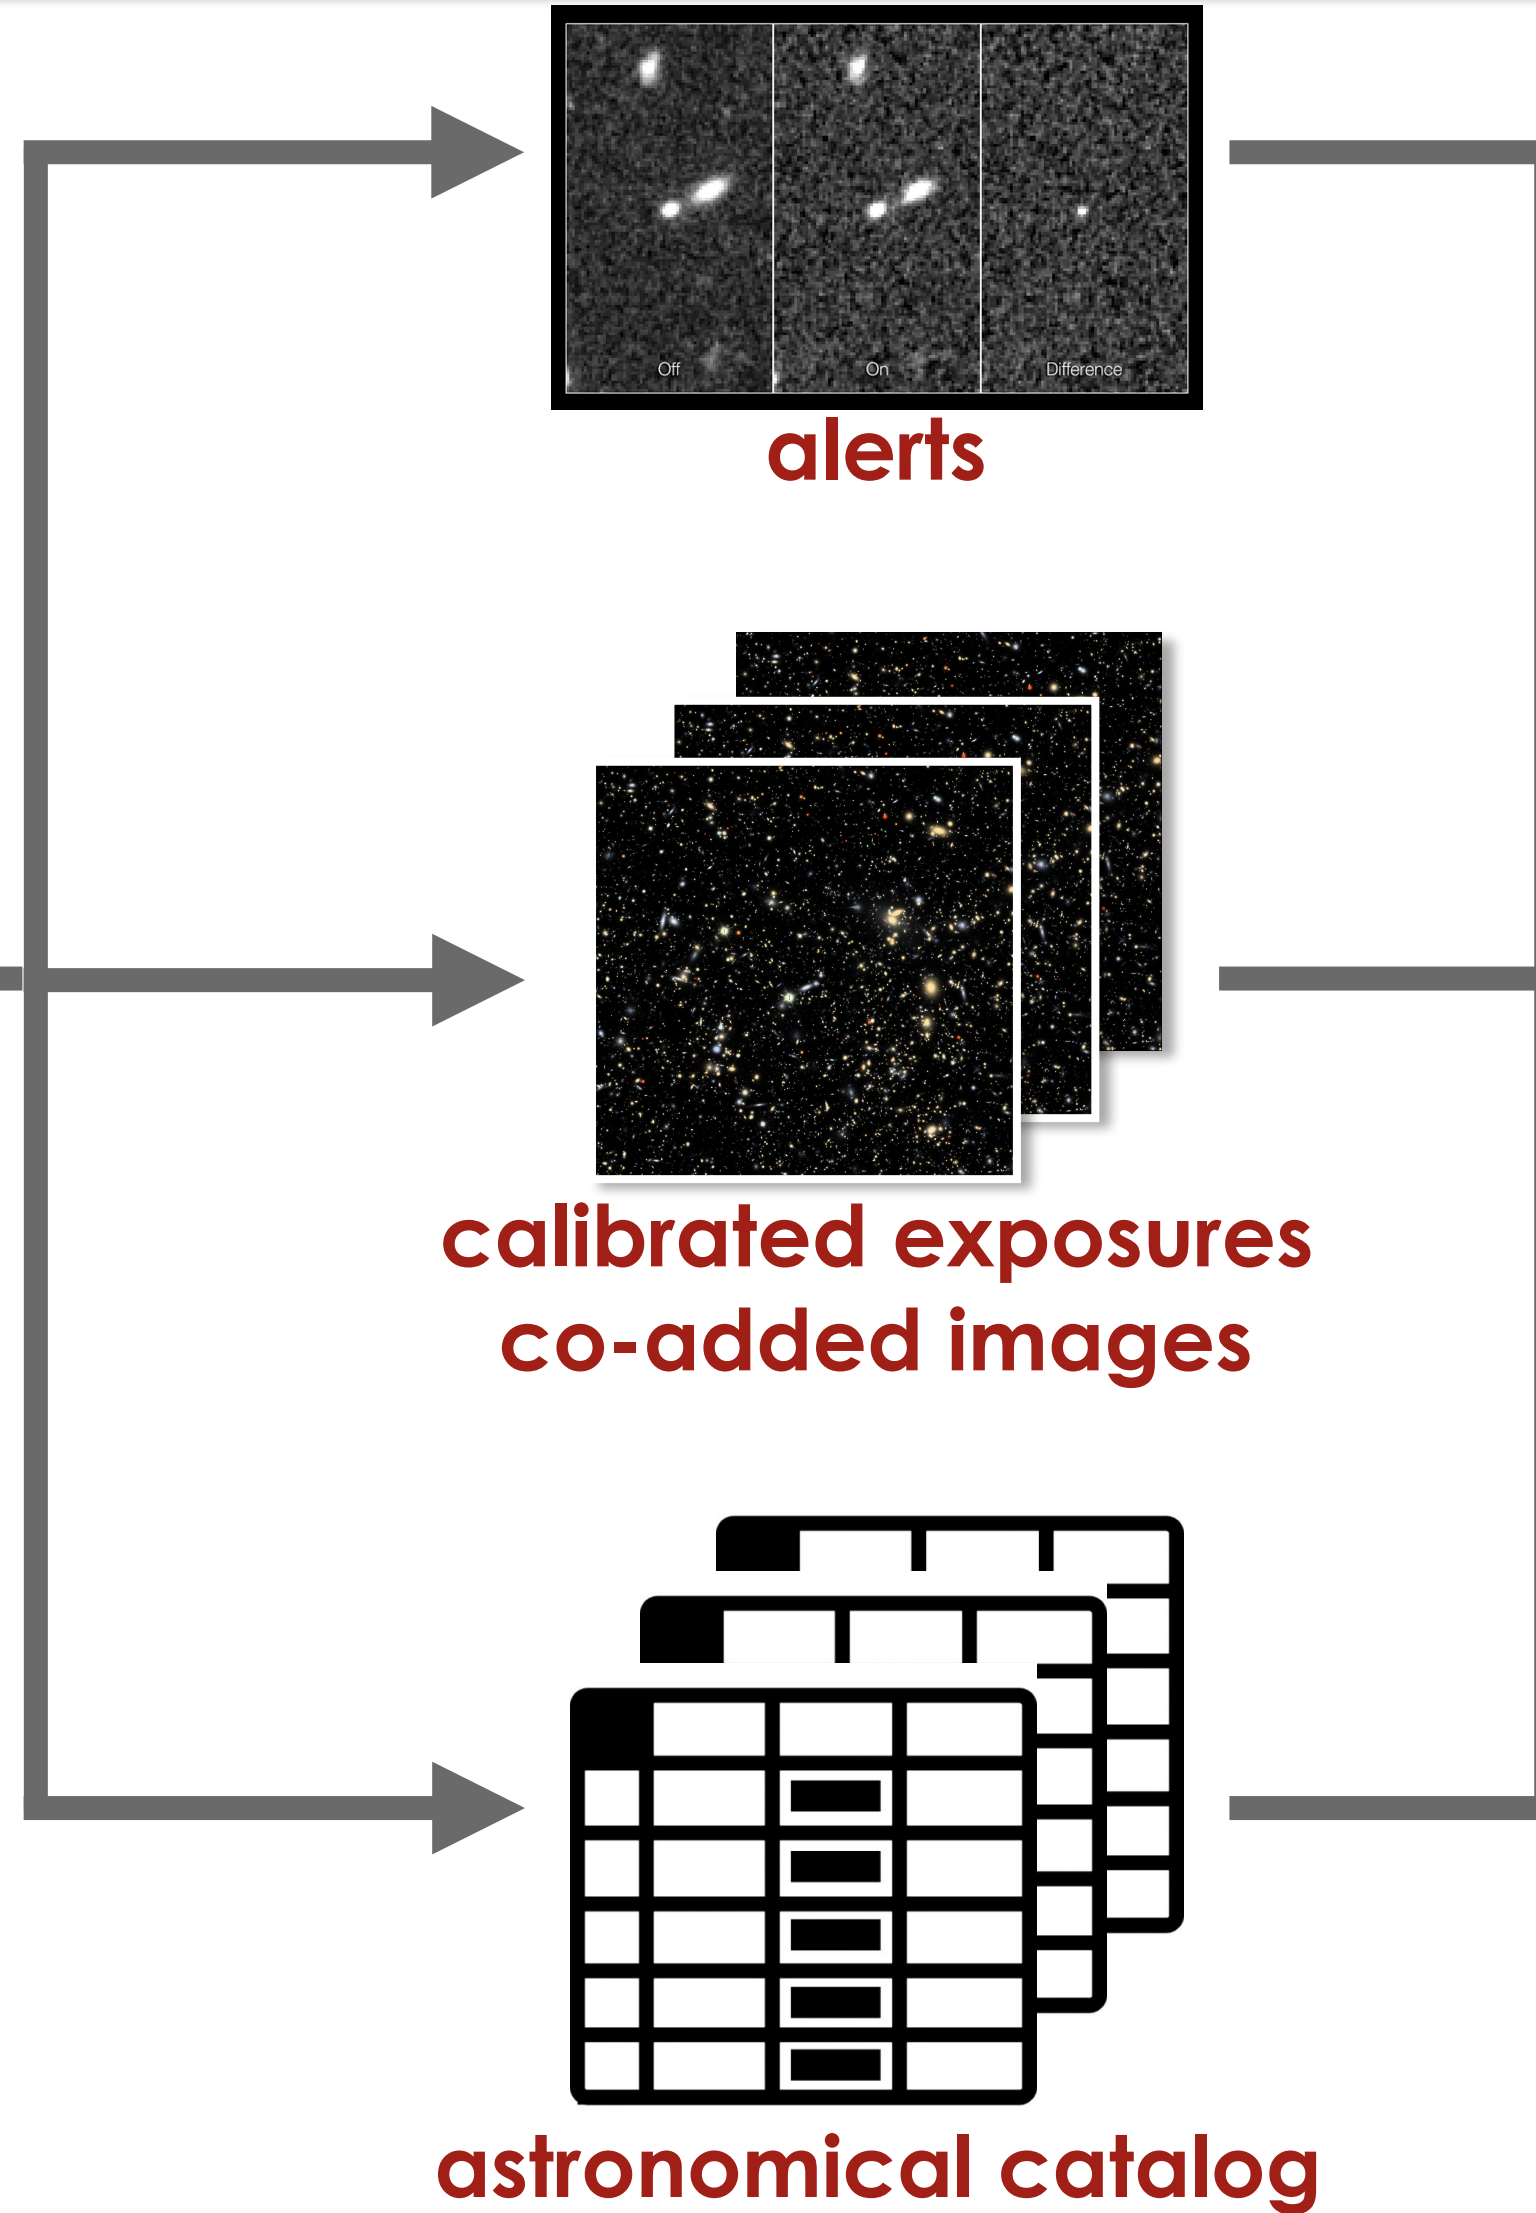 Off
On
Difference
alerts
calibrated exposures
co-added images
astronomical catalog